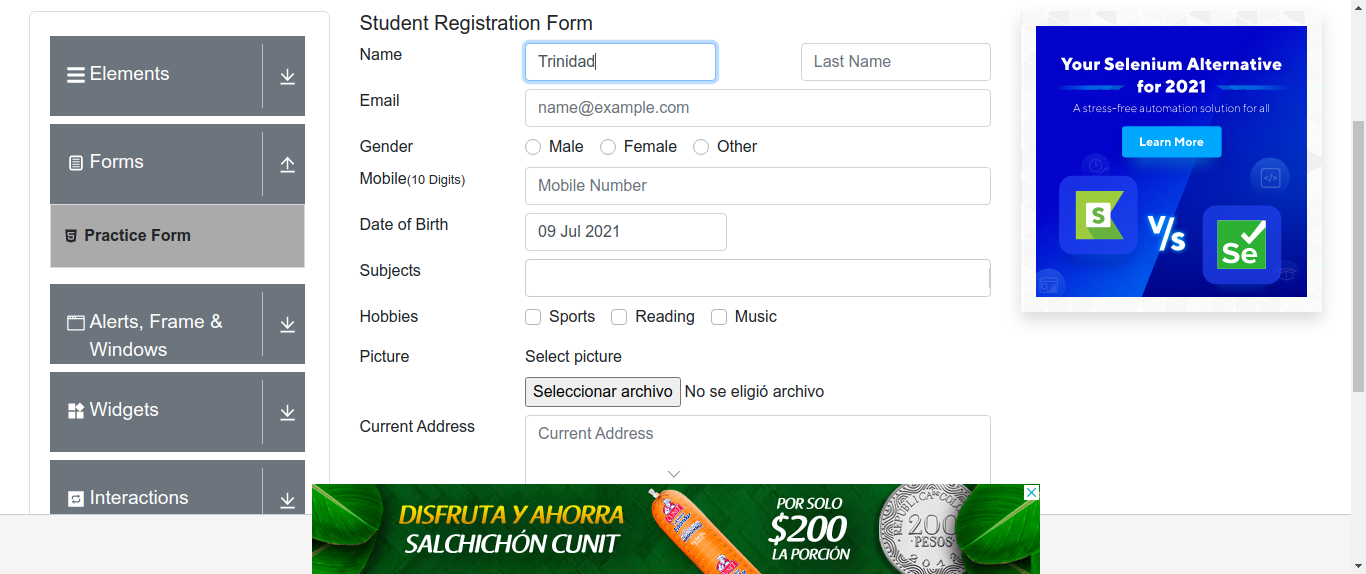 Elements
Forms
Practice Form
Alerts, Frame &
Windows
Widgets
Interactions
Student Registration Form
Name
Trinidad
Last Name
Email
name@example.com
Gender
Male
Female
Other
Mobile(10 Digits)
Mobile Number
Date of Birth
09 Jul 2021
Subjects
Hobbies
Sports
Reading
Music
Picture
Select picture
Seleccionar archivo No se eligió archivo
Current Address
Current Address
Your Selenium Alternative
for 2021
A stress-free automation solution for all
Learn More
S
V/s
Se
DISFRUTA Y AHORRA
SALCHICHÓN CUNIT
POR SOLO
$200
LA PORCIÓN
200
PESOS